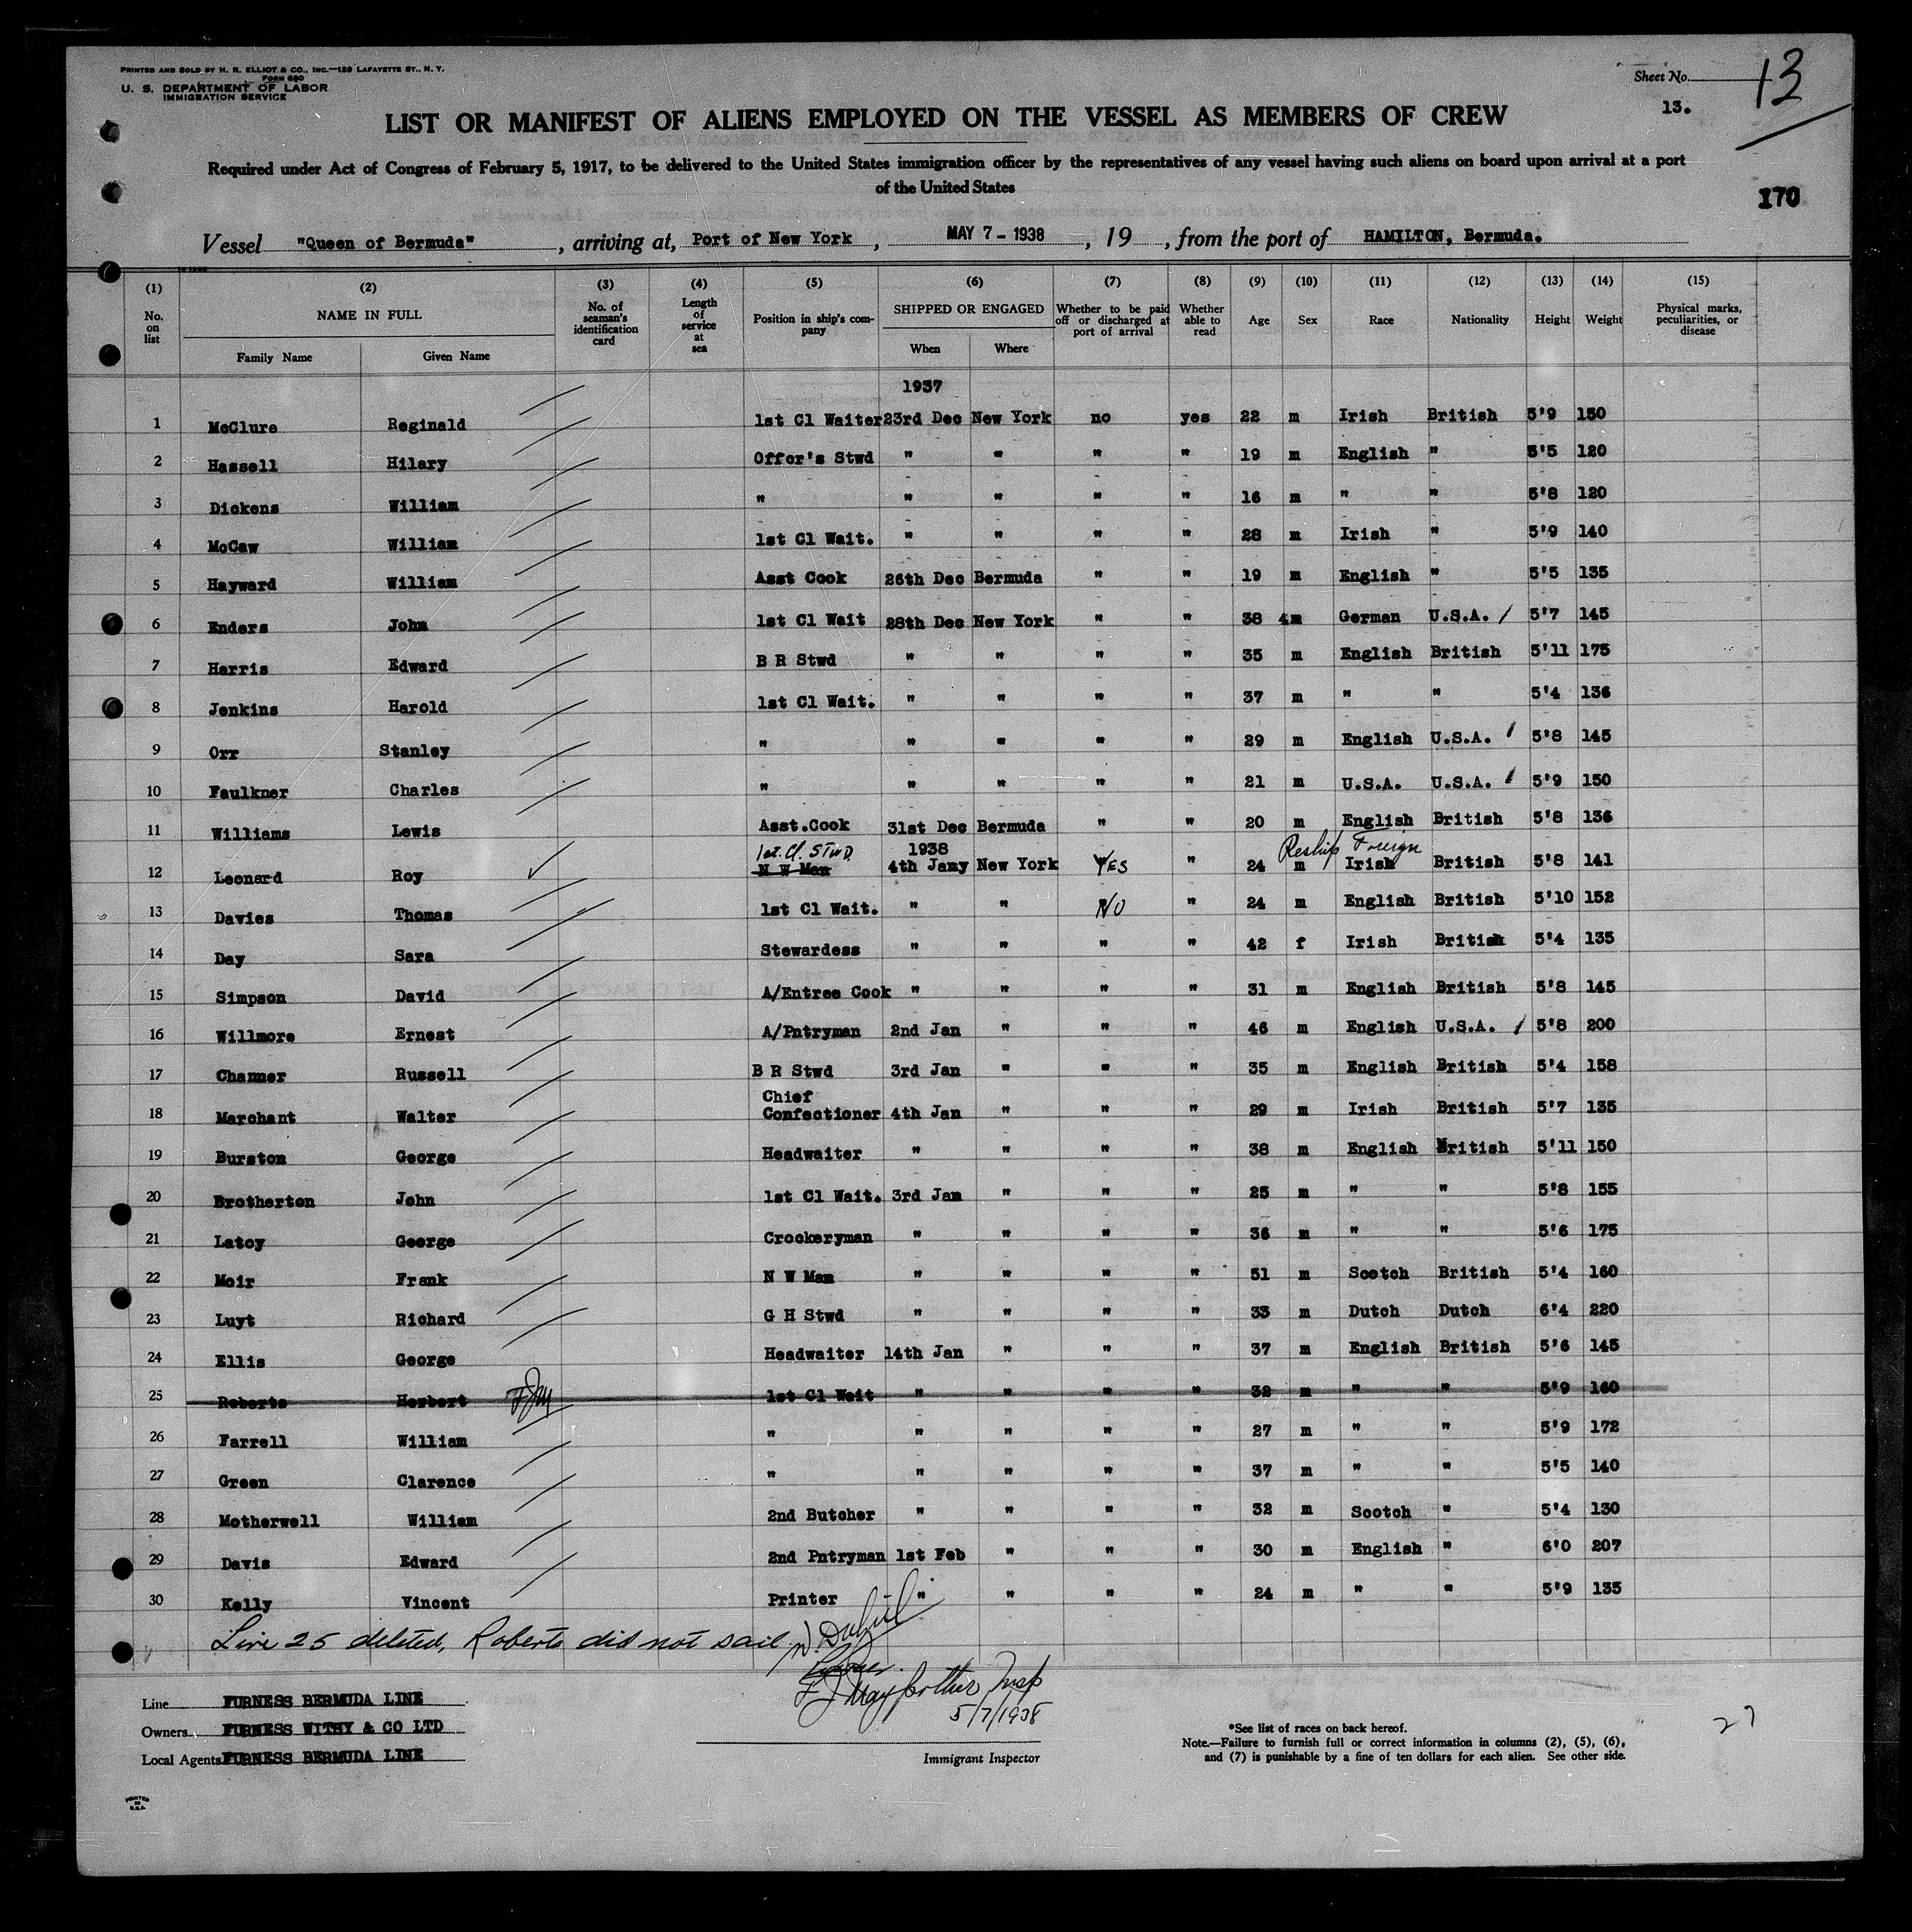 PRINTED AND SOLD BY H. R. ELLIOT & CO., INC.—129 LAFAYETTE ST., N. Y.
FORM 680
U. S. DEPARTMENT OF LABOR
IMMIGRATION SERVICE
Sheet No. 13
13.
LIST OR MANIFEST OF ALIENS EMPLOYED ON THE VESSEL AS MEMBERS OF CREW
Required under Act of Congress of February 5, 1917, to be delivered to the United States immigration officer by the representatives of any vessel having such aliens on board upon arrival at a port
of the United States
170
Vessel "Queen of Bermuda", arriving at, Port of New York, MAY 7 - 1938, 19 , from the port of HAMILTON, Bermuda.
(1) (2) (3) (4) (5) (6) (7) (8) (9) (10) (11) (12) (13) (14) (15)
No. on list NAME IN FULL Family Name Given Name No. of seaman's identification card Length of service at sea Position in ship's company SHIPPED OR ENGAGED When Where Whether to be paid off or discharged at port of arrival Whether able to read Age Sex Race Nationality Height Weight Physical marks, peculiarities, or disease
1937
1 McClure Reginald 1st Cl Waiter 23rd Dec New York no yes 22 m Irish British 5'9 150
2 Hassell Hilary Offcr's Stwd " " " " 19 m English " 5'5 120
3 Dickens William " " " " " 16 m " " 5'8 120
4 McCaw William 1st Cl Wait. " " " " 28 m Irish " 5'9 140
5 Hayward William Asst Cook 26th Dec Bermuda " " 19 m English " 5'5 135
6 Enders John 1st Cl Wait 28th Dec New York " " 38 m German U.S.A. 5'7 145
7 Harris Edward B R Stwd " " " " 35 m English British 5'11 175
8 Jenkins Harold 1st Cl Wait. " " " " 37 m " " 5'4 136
9 Orr Stanley " " " " " 29 m English U.S.A. 5'8 145
10 Faulkner Charles " " " " " 21 m U.S.A. U.S.A. 5'9 150
11 Williams Lewis Asst.Cook 31st Dec Bermuda " " 20 m English British 5'8 136
1st. Cl. STWD. 1938 Reship Foreign
12 Leonard Roy N W Man 4th Jany New York YES " 24 m Irish British 5'8 141
13 Davies Thomas 1st Cl Wait. " " NO " 24 m English British 5'10 152
14 Day Sara Stewardess " " " " 42 f Irish British 5'4 135
15 Simpson David A/Entree Cook " " " " 31 m English British 5'8 145
16 Willmore Ernest A/Pntryman 2nd Jan " " " 46 m English U.S.A. 5'8 200
17 Charmer Russell B R Stwd 3rd Jan " " " 35 m English British 5'4 158
18 Marchant Walter Chief Confectioner 4th Jan " " " 29 m Irish British 5'7 135
19 Burston George Headwaiter " " " " 38 m English British 5'11 150
20 Brotherton John 1st Cl Wait. 3rd Jan " " " 25 m " " 5'8 155
21 Latoy George Crockeryman " " " " 36 m " " 5'6 175
22 Moir Frank N W Man " " " " 51 m Scotch British 5'4 160
23 Luyt Richard G H Stwd " " " " 33 m Dutch Dutch 6'4 220
24 Ellis George Headwaiter 14th Jan " " " 37 m English British 5'6 145
25 Roberts Herbert FJM 1st Cl Wait " " " " 32 m " " 5'9 160
26 Farrell William " " " " " 27 m " " 5'9 172
27 Green Clarence " " " " " 37 m " " 5'5 140
28 Motherwell William 2nd Butcher " " " " 32 m Scotch " 5'4 130
29 Davis Edward 2nd Pntryman 1st Feb " " " 30 m English " 6'0 207
30 Kelly Vincent Printer " " " " 24 m " " 5'9 135
Line 25 deleted, Roberts did not sail.
Insp
5/7/1938
Line FURNESS BERMUDA LINE
Owners FURNESS WITHY & CO LTD
Local Agents FURNESS BERMUDA LINE
Immigrant Inspector
*See list of races on back hereof.
Note.—Failure to furnish full or correct information in columns (2), (5), (6),
and (7) is punishable by a fine of ten dollars for each alien. See other side.
27
PRINTED
IN
U.S.A.